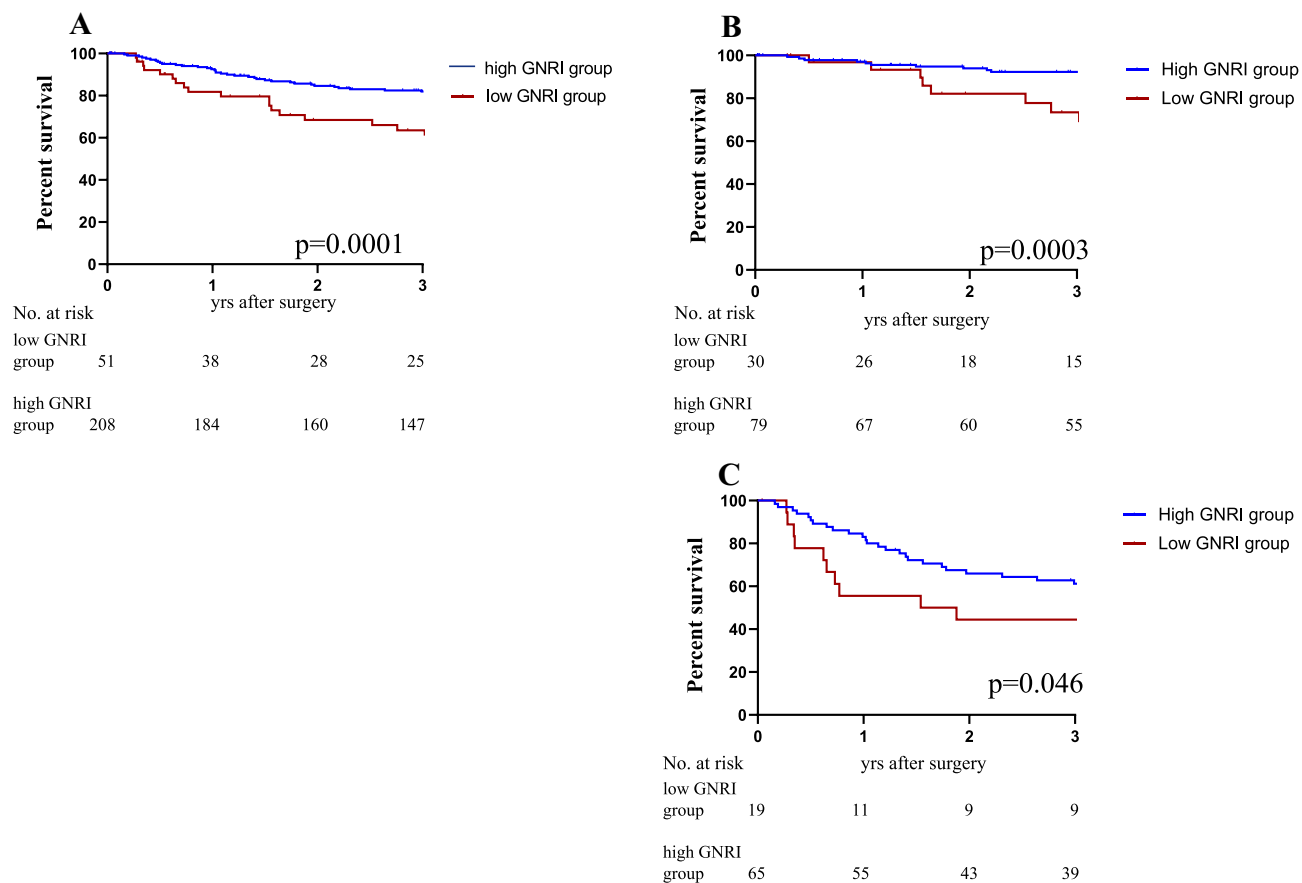 A
100
80
60
40
20
0
Percent survival
0 1 2 3
yrs after surgery
p=0.0001
high GNRI group
low GNRI group
No. at risk
low GNRI
group 51 38 28 25
high GNRI
group 208 184 160 147
B
100
80
60
40
20
0
Percent survival
0 1 2 3
yrs after surgery
p=0.0003
High GNRI group
Low GNRI group
No. at risk
low GNRI
group 30 26 18 15
high GNRI
group 79 67 60 55
C
100
80
60
40
20
0
Percent survival
0 1 2 3
yrs after surgery
p=0.046
High GNRI group
Low GNRI group
No. at risk
low GNRI
group 19 11 9 9
high GNRI
group 65 55 43 39